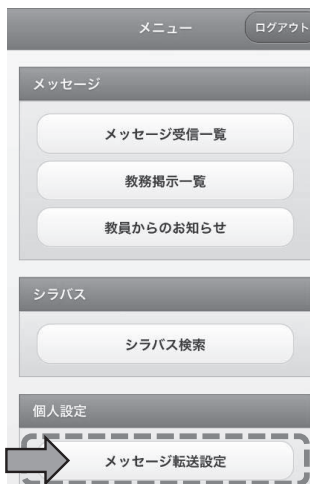 メニュー
ログアウト
メッセージ
メッセージ受信一覧
教務掲示一覧
教員からのお知らせ
シラバス
シラバス検索
個人設定
メッセージ転送設定